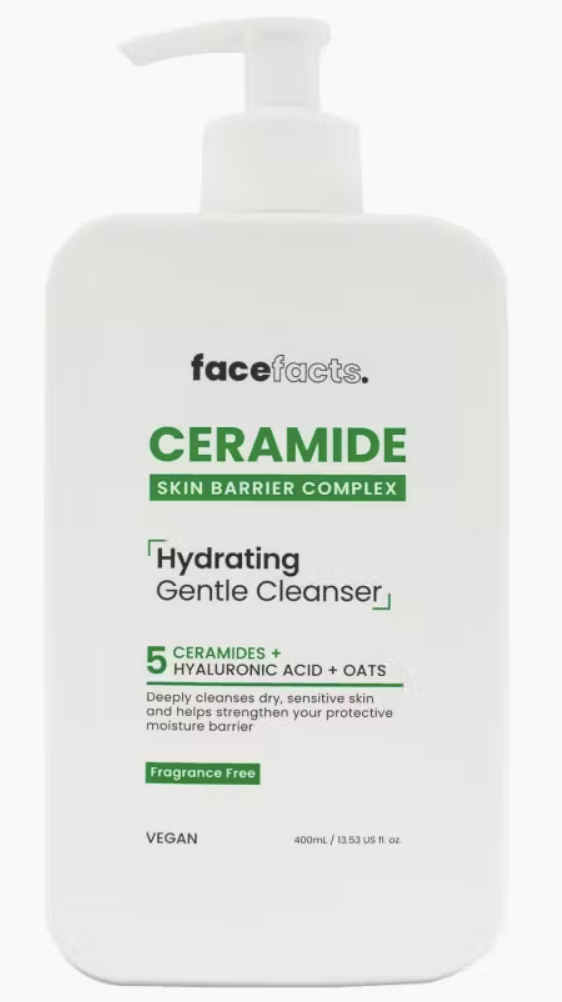 facefacts.
CERAMIDE
SKIN BARRIER COMPLEX
Hydrating
Gentle Cleanser
5 CERAMIDES +
HYALURONIC ACID + OATS
Deeply cleanses dry, sensitive skin
and helps strengthen your protective
moisture barrier
Fragrance Free
VEGAN 400mL / 13.53 US fl. oz.